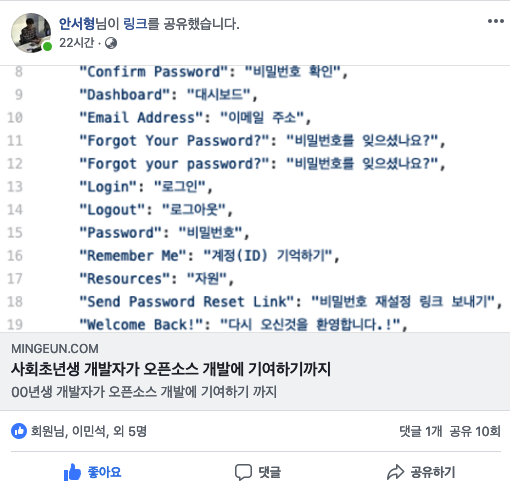 안서형님이 링크를 공유했습니다.
22시간 ·
8 "Confirm Password": "비밀번호 확인",
9 "Dashboard": "대시보드",
10 "Email Address": "이메일 주소",
11 "Forgot Your Password?": "비밀번호를 잊으셨나요?",
12 "Forgot your password?": "비밀번호를 잊으셨나요?",
13 "Login": "로그인",
14 "Logout": "로그아웃",
15 "Password": "비밀번호",
16 "Remember Me": "계정(ID) 기억하기",
17 "Resources": "자원",
18 "Send Password Reset Link": "비밀번호 재설정 링크 보내기",
19 "Welcome Back!": "다시 오신것을 환영합니다.!",
MINGEUN.COM
사회초년생 개발자가 오픈소스 개발에 기여하기까지
00년생 개발자가 오픈소스 개발에 기여하기 까지
회원님, 이민석, 외 5명 댓글 1개 공유 10회
좋아요 댓글 공유하기